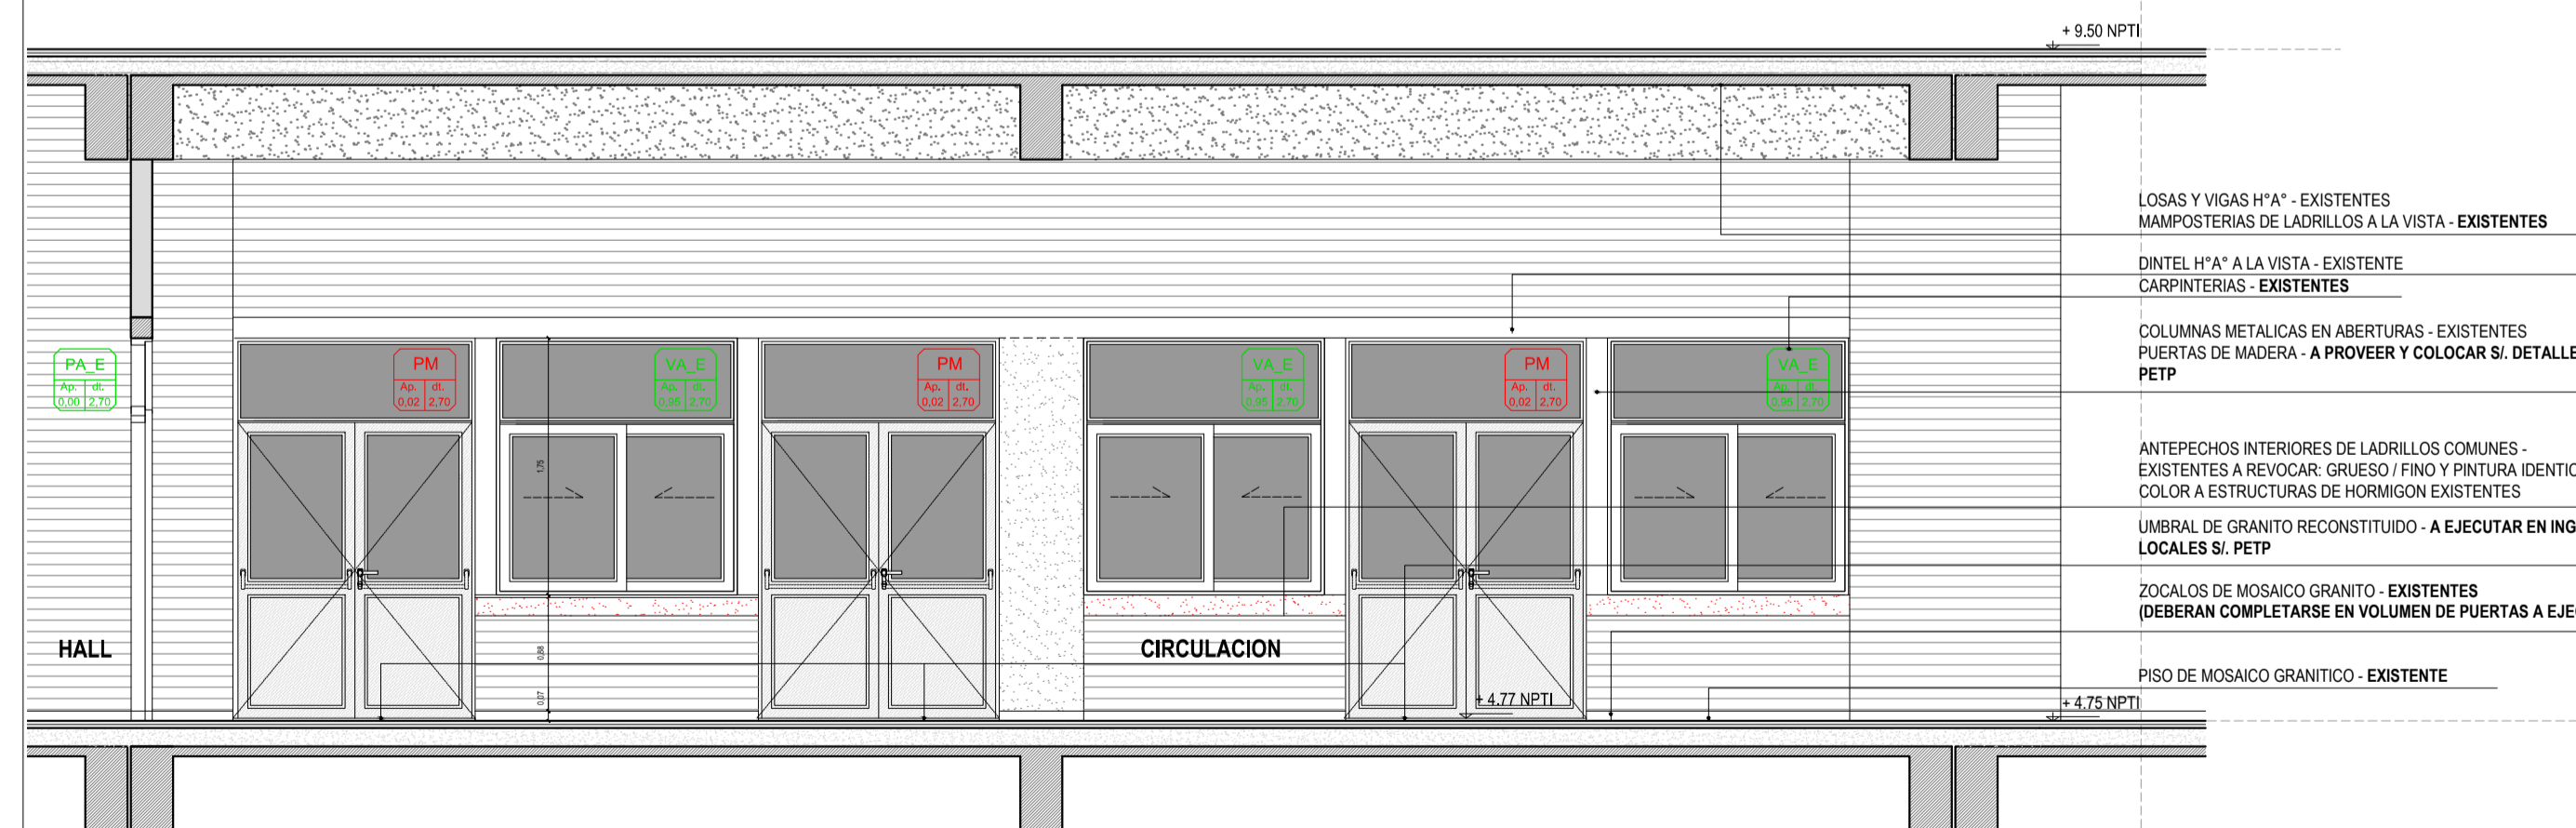 + 9.50 NPTI
LOSAS Y VIGAS H°A° - EXISTENTES
MAMPOSTERIAS DE LADRILLOS A LA VISTA - EXISTENTES
DINTEL H°A° A LA VISTA - EXISTENTE
CARPINTERIAS - EXISTENTES
COLUMNAS METALICAS EN ABERTURAS - EXISTENTES
PUERTAS DE MADERA - A PROVEER Y COLOCAR S/. DETALLE
PETP
ANTEPECHOS INTERIORES DE LADRILLOS COMUNES -
EXISTENTES A REVOCAR: GRUESO / FINO Y PINTURA IDENTIC
COLOR A ESTRUCTURAS DE HORMIGON EXISTENTES
UMBRAL DE GRANITO RECONSTITUIDO - A EJECUTAR EN ING
LOCALES S/. PETP
ZOCALOS DE MOSAICO GRANITO - EXISTENTES
(DEBERAN COMPLETARSE EN VOLUMEN DE PUERTAS A EJE
PISO DE MOSAICO GRANITICO - EXISTENTE
+ 4.75 NPTI
PA_E
Ap. dt.
0,00 2,70
PM
Ap. dt.
0,02 2,70
VA_E
Ap. dt.
0,95 2,70
PM
Ap. dt.
0,02 2,70
VA_E
Ap. dt.
0,95 2,70
PM
Ap. dt.
0,02 2,70
VA_E
Ap. dt.
0,95 2,70
1,75
0,88
0,07
HALL
CIRCULACION
+ 4.77 NPTI